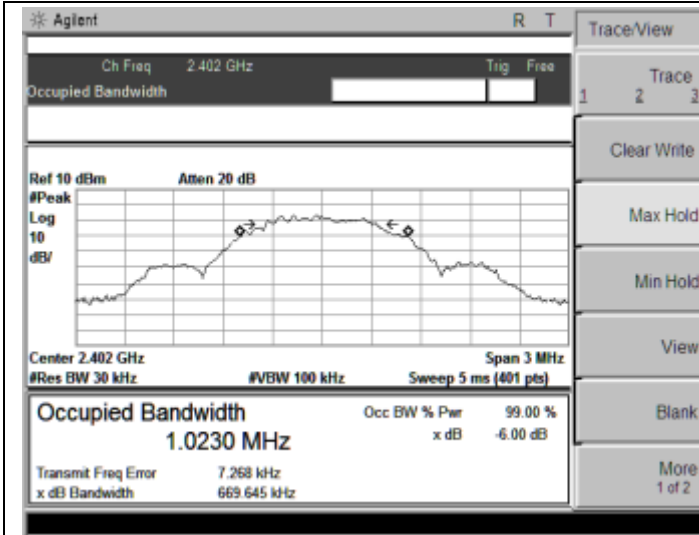 Agilent R T
Ch Freq 2.402 GHz Trig Free
Occupied Bandwidth
Ref 10 dBm Atten 20 dB
#Peak
Log
10
dB/
Center 2.402 GHz Span 3 MHz
#Res BW 30 kHz #VBW 100 kHz Sweep 5 ms (401 pts)
Occupied Bandwidth Occ BW % Pwr 99.00 %
1.0230 MHz x dB -6.00 dB
Transmit Freq Error 7.268 kHz
x dB Bandwidth 669.645 kHz
Trace/View
Trace
1 2 3
Clear Write
Max Hold
Min Hold
View
Blank
More
1 of 2